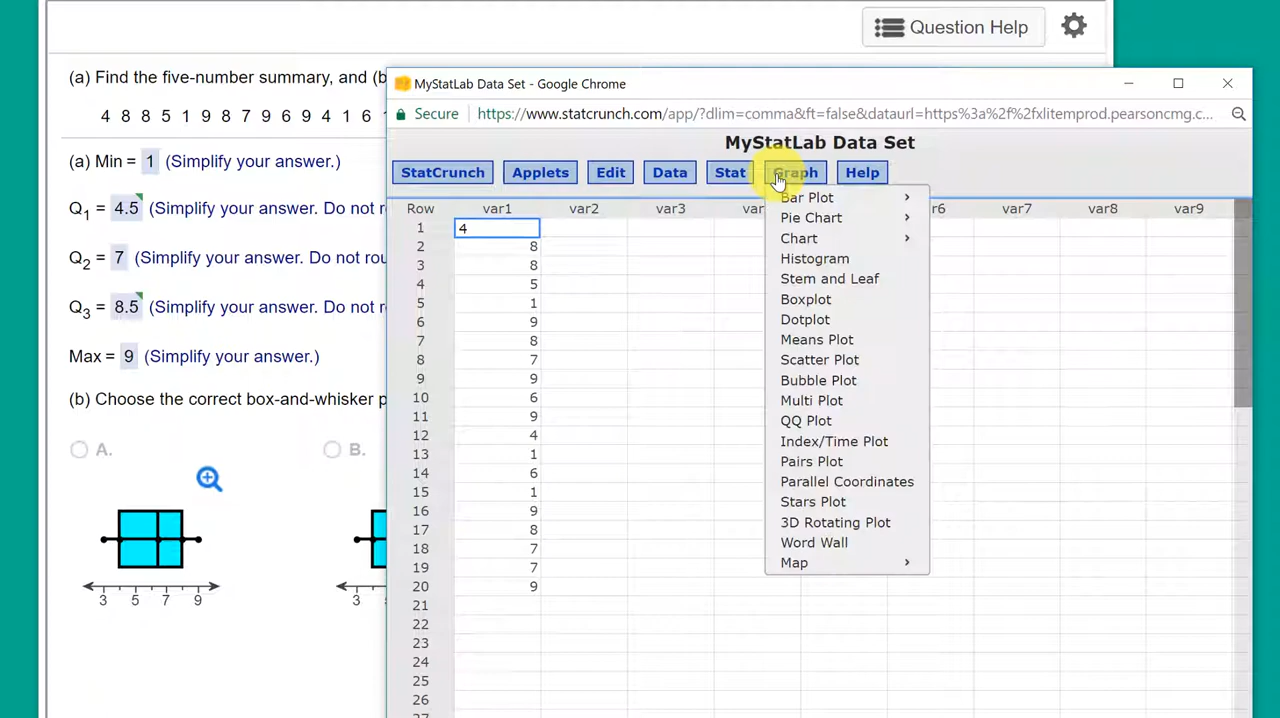 Question Help
(a) Find the five-number summary, and (b
4 8 8 5 1 9 8 7 9 6 9 4 1 6 1
(a) Min = 1 (Simplify your answer.)
Q1 = 4.5 (Simplify your answer. Do not r
Q2 = 7 (Simplify your answer. Do not rou
Q3 = 8.5 (Simplify your answer. Do not r
Max = 9 (Simplify your answer.)
(b) Choose the correct box-and-whisker p
A.
B.
3 5 7 9
3
MyStatLab Data Set - Google Chrome
Secure https://www.statcrunch.com/app/?dlim=comma&ft=false&dataurl=https%3a%2f%2fxlitemprod.pearsoncmg.c...
MyStatLab Data Set
StatCrunch Applets Edit Data Stat Graph Help
Row var1 var2 var3 var7 var8 var9
1 4
2 8
3 8
4 5
5 1
6 9
7 8
8 7
9 9
10 6
11 9
12 4
13 1
14 6
15 1
16 9
17 8
18 7
19 7
20 9
21
22
23
24
25
26
Bar Plot
Pie Chart
Chart
Histogram
Stem and Leaf
Boxplot
Dotplot
Means Plot
Scatter Plot
Bubble Plot
Multi Plot
QQ Plot
Index/Time Plot
Pairs Plot
Parallel Coordinates
Stars Plot
3D Rotating Plot
Word Wall
Map